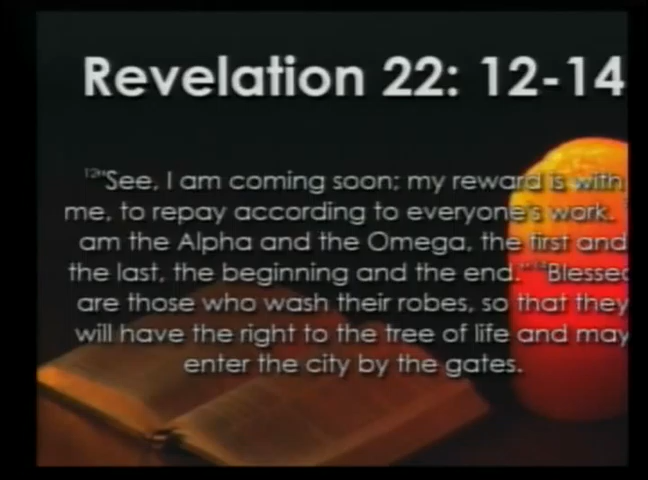 Revelation 22: 12-14
12"See, I am coming soon; my reward is with
me, to repay according to everyone's work.
am the Alpha and the Omega, the first and
the last, the beginning and the end." 14"Blessed
are those who wash their robes, so that they
will have the right to the tree of life and may
enter the city by the gates.